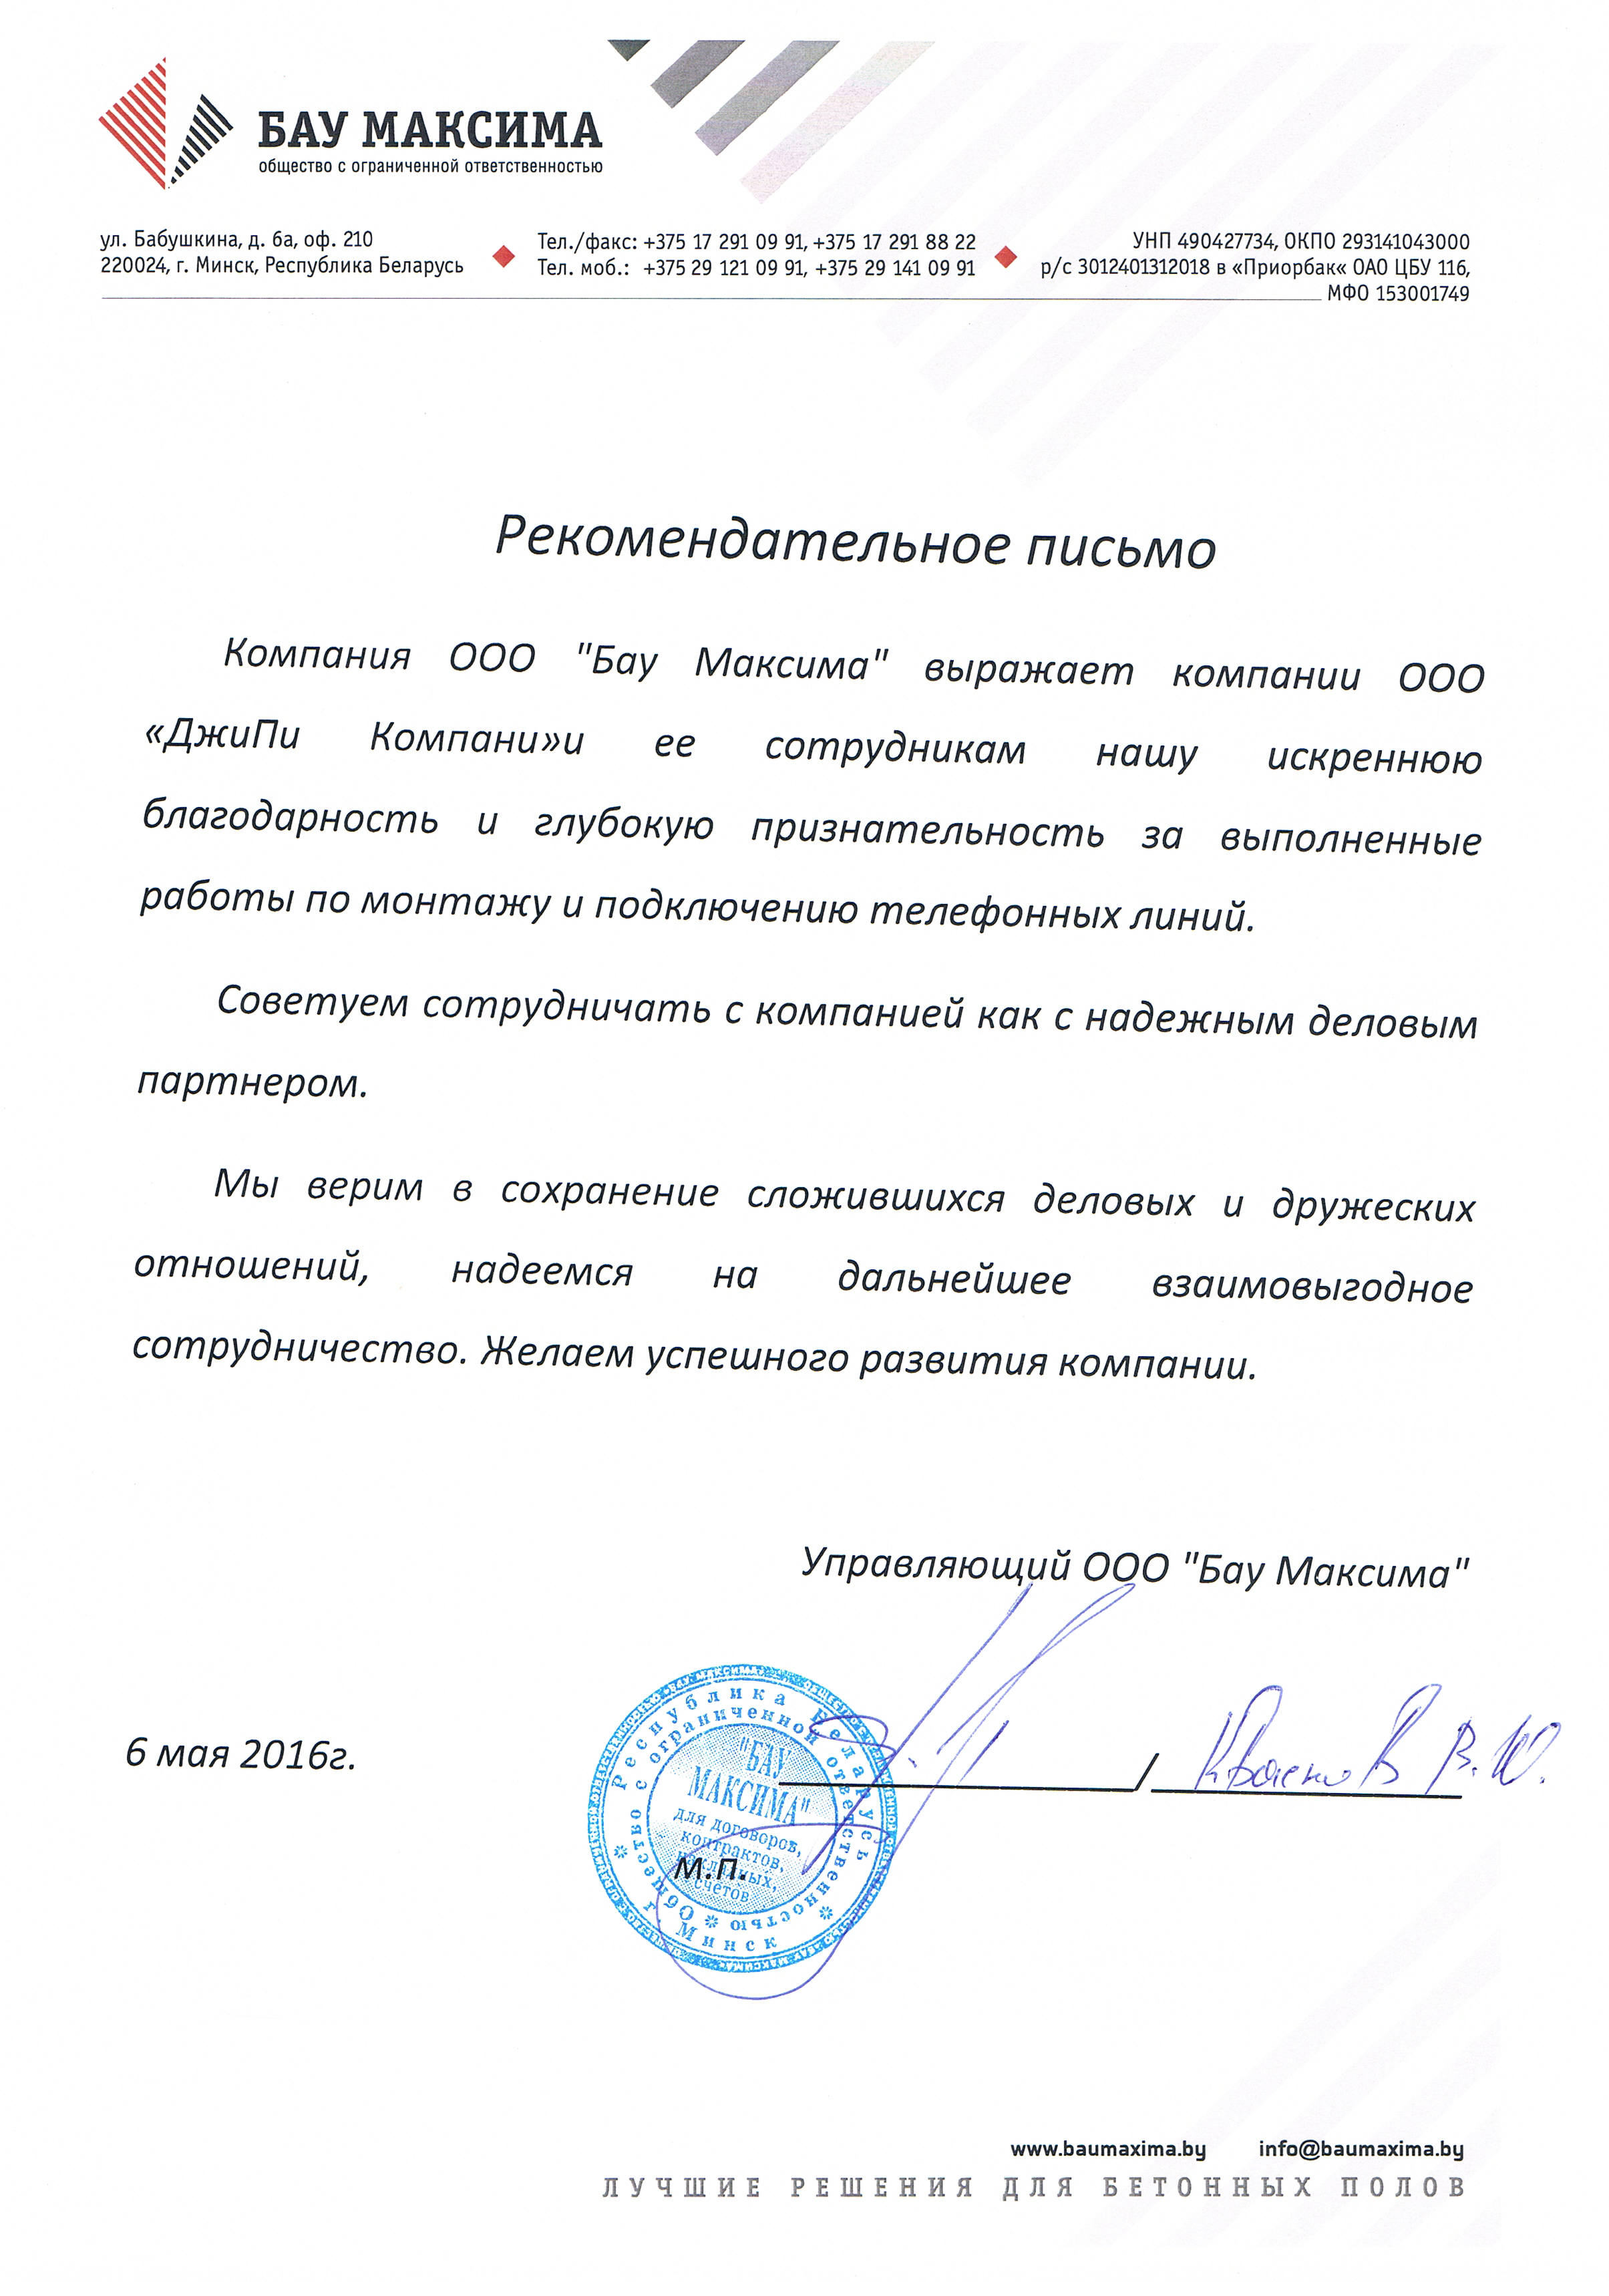 БАУ МАКСИМА
общество с ограниченной ответственностью
ул. Бабушкина, д. 6а, оф. 210
220024, г. Минск, Республика Беларусь
Тел./факс: +375 17 291 09 91, +375 17 291 88 22
Тел. моб.: +375 29 121 09 91, +375 29 141 09 91
УНП 490427734, ОКПО 293141043000
р/с 3012401312018 в «Приорбак« ОАО ЦБУ 116,
МФО 153001749
Рекомендательное письмо
Компания ООО "Бау Максима" выражает компании ООО
«ДжиПи Компани»и ее сотрудникам нашу искреннюю
благодарность и глубокую признательность за выполненные
работы по монтажу и подключению телефонных линий.
Советуем сотрудничать с компанией как с надежным деловым
партнером.
Мы верим в сохранение сложившихся деловых и дружеских
отношений, надеемся на дальнейшее взаимовыгодное
сотрудничество. Желаем успешного развития компании.
Управляющий ООО "Бау Максима"
6 мая 2016г.
/
В.Ю.
Республика Беларусь
г. Минск
Общество с ограниченной ответственностью
"БАУ
МАКСИМА"
для договоров,
контрактов,
накладных,
счетов
М.П.
www.baumaxima.by info@baumaxima.by
ЛУЧШИЕ РЕШЕНИЯ ДЛЯ БЕТОННЫХ ПОЛОВ